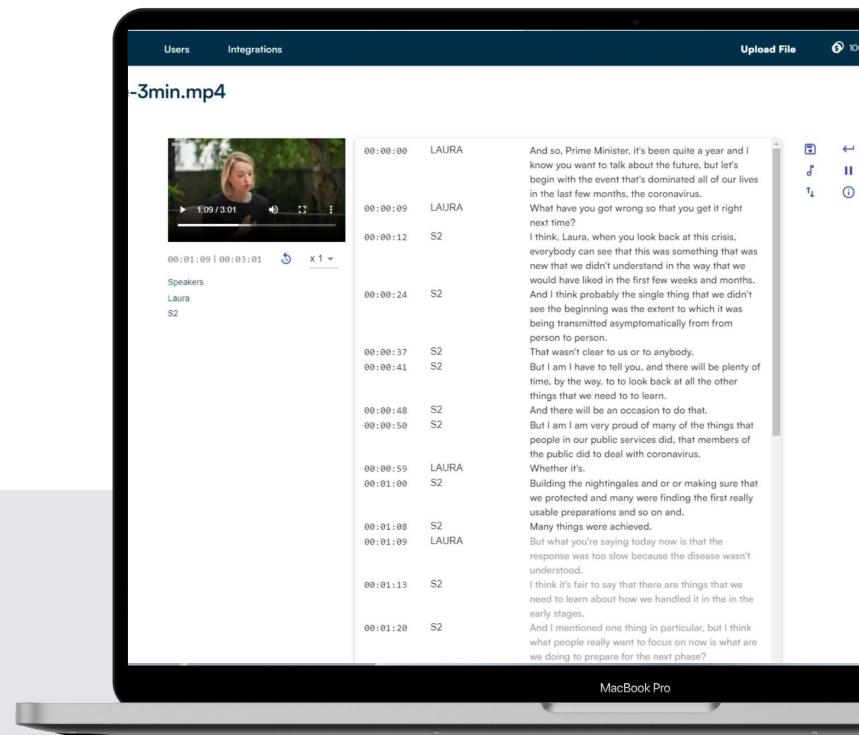 Users Integrations Upload File
-3min.mp4
1:09 / 3:01
00:01:09 | 00:03:01 x 1
Speakers
Laura
S2
00:00:00 LAURA And so, Prime Minister, it's been quite a year and I
know you want to talk about the future, but let's
begin with the event that's dominated all of our lives
in the last few months, the coronavirus.
00:00:09 LAURA What have you got wrong so that you get it right
next time?
00:00:12 S2 I think, Laura, when you look back at this crisis,
everybody can see that this was something that was
new that we didn't understand in the way that we
would have liked in the first few weeks and months.
00:00:24 S2 And I think probably the single thing that we didn't
see the beginning was the extent to which it was
being transmitted asymptomatically from from
person to person.
00:00:37 S2 That wasn't clear to us or to anybody.
00:00:41 S2 But I am I have to tell you, and there will be plenty of
time, by the way, to to look back at all the other
things that we need to to learn.
00:00:48 S2 And there will be an occasion to do that.
00:00:50 S2 But I am I am very proud of many of the things that
people in our public services did, that members of
the public did to deal with coronavirus.
00:00:59 LAURA Whether it's.
00:01:00 S2 Building the nightingales and or or making sure that
we protected and many were finding the first really
usable preparations and so on and.
00:01:08 S2 Many things were achieved.
00:01:09 LAURA But what you're saying today now is that the
response was too slow because the disease wasn't
understood.
00:01:13 S2 I think it's fair to say that there are things that we
need to learn about how we handled it in the in the
early stages.
00:01:20 S2 And I mentioned one thing in particular, but I think
what people really want to focus on now is what are
we doing to prepare for the next phase?
MacBook Pro